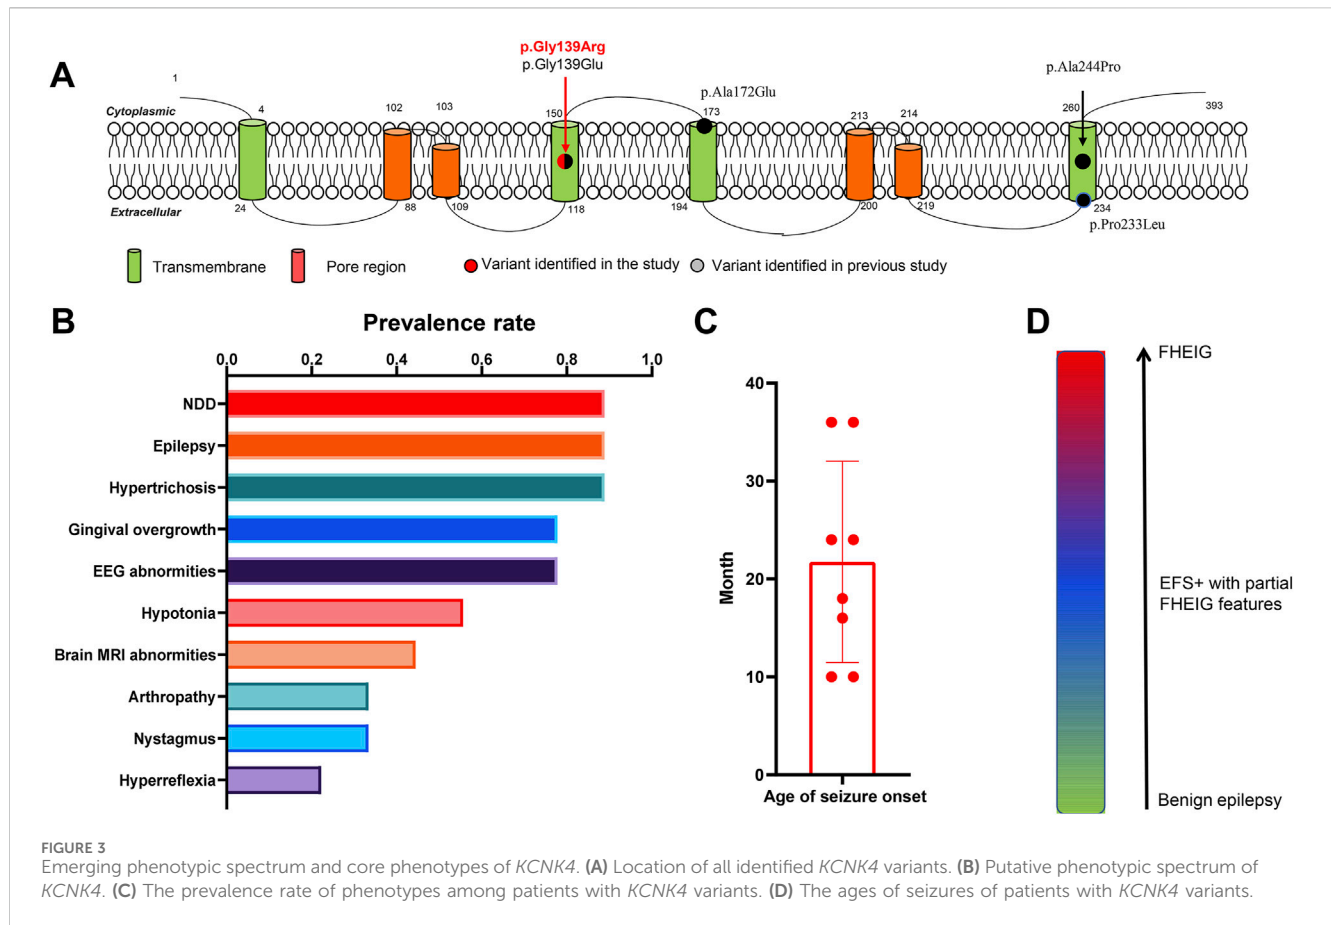 A
p.Gly139Arg
p.Gly139Glu
p.Ala172Glu
p.Ala244Pro
1
Cytoplasmic
4
102
103
150
173
213
214
260
393
Extracellular
24
88
109
118
194
200
219
234
p.Pro233Leu
Transmembrane
Pore region
Variant identified in the study
Variant identified in previous study
B
Prevalence rate
0.0 0.2 0.4 0.6 0.8 1.0
NDD
Epilepsy
Hypertrichosis
Gingival overgrowth
EEG abnormities
Hypotonia
Brain MRI abnormities
Arthropathy
Nystagmus
Hyperreflexia
C
Month
40
30
20
10
0
Age of seizure onset
D
FHEIG
EFS+ with partial
FHEIG features
Benign epilepsy
FIGURE 3
Emerging phenotypic spectrum and core phenotypes of KCNK4. (A) Location of all identified KCNK4 variants. (B) Putative phenotypic spectrum of
KCNK4. (C) The prevalence rate of phenotypes among patients with KCNK4 variants. (D) The ages of seizures of patients with KCNK4 variants.